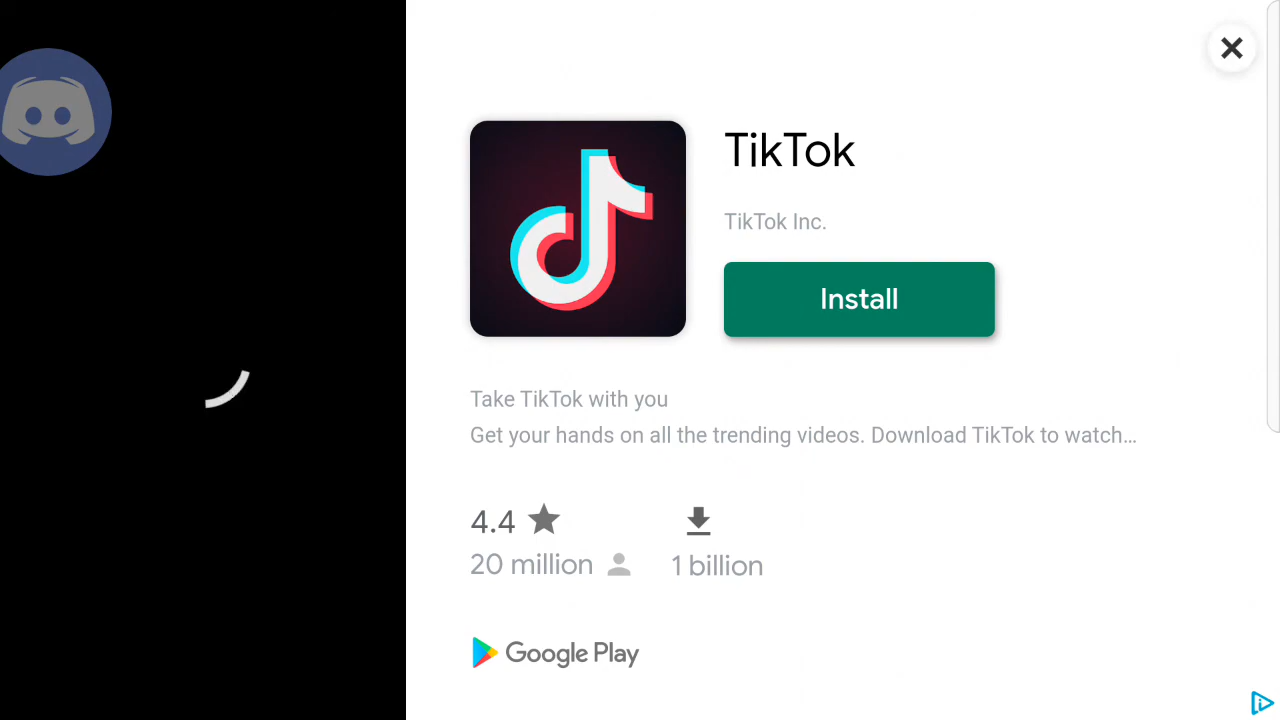 TikTok
TikTok Inc.
Install
Take TikTok with you
Get your hands on all the trending videos. Download TikTok to watch...
4.4
20 million
1 billion
Google Play